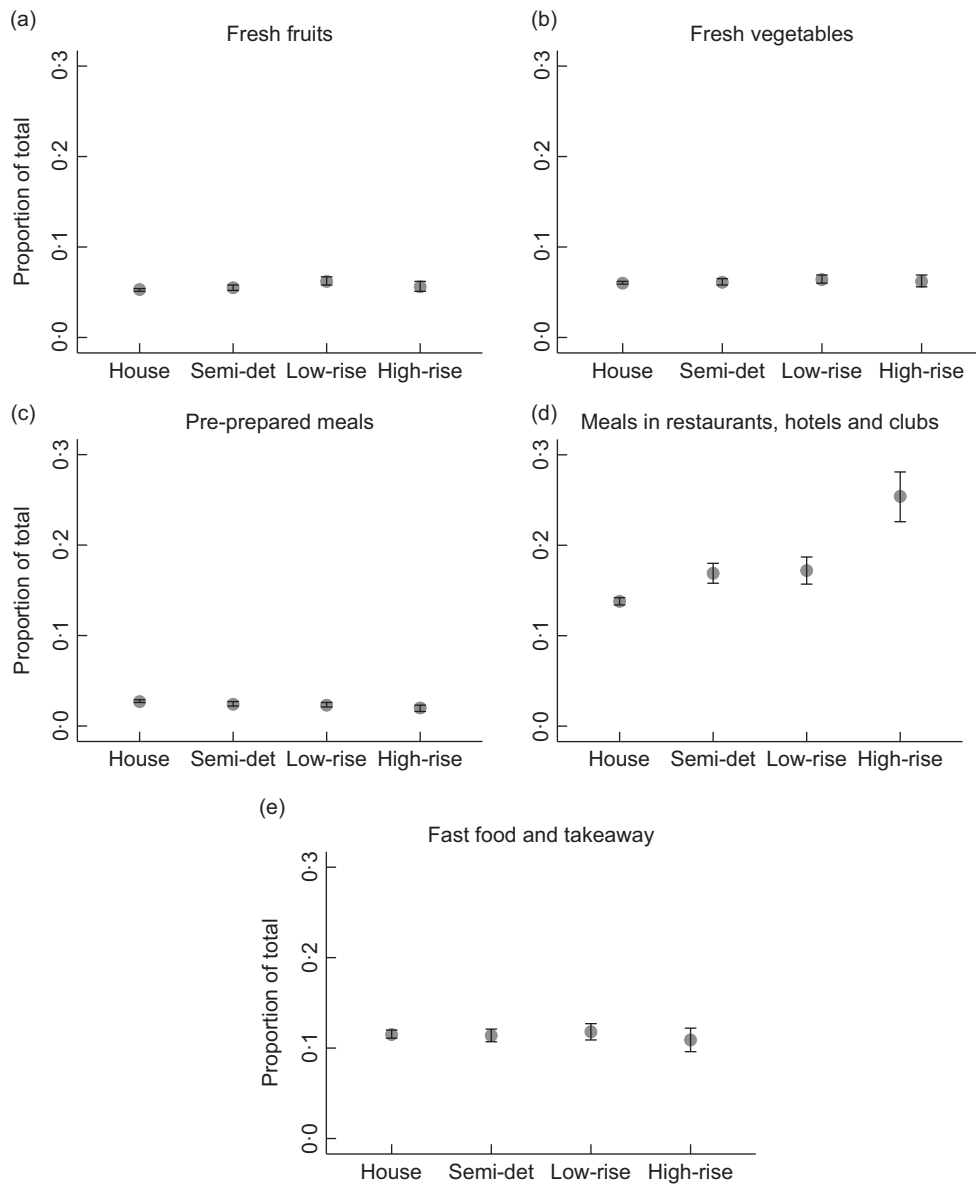 (a)
Fresh fruits
Proportion of total
0·3
0·2
0·1
0·0
House Semi-det Low-rise High-rise
(b)
Fresh vegetables
0·3
0·2
0·1
0·0
House Semi-det Low-rise High-rise
(c)
Pre-prepared meals
Proportion of total
0·3
0·2
0·1
0·0
House Semi-det Low-rise High-rise
(d)
Meals in restaurants, hotels and clubs
0·3
0·2
0·1
0·0
House Semi-det Low-rise High-rise
(e)
Fast food and takeaway
Proportion of total
0·3
0·2
0·1
0·0
House Semi-det Low-rise High-rise